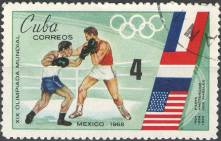 Cuba
CORREOS
XIX OLIMPIADA MUNDIAL
4
MEXICO - 1968